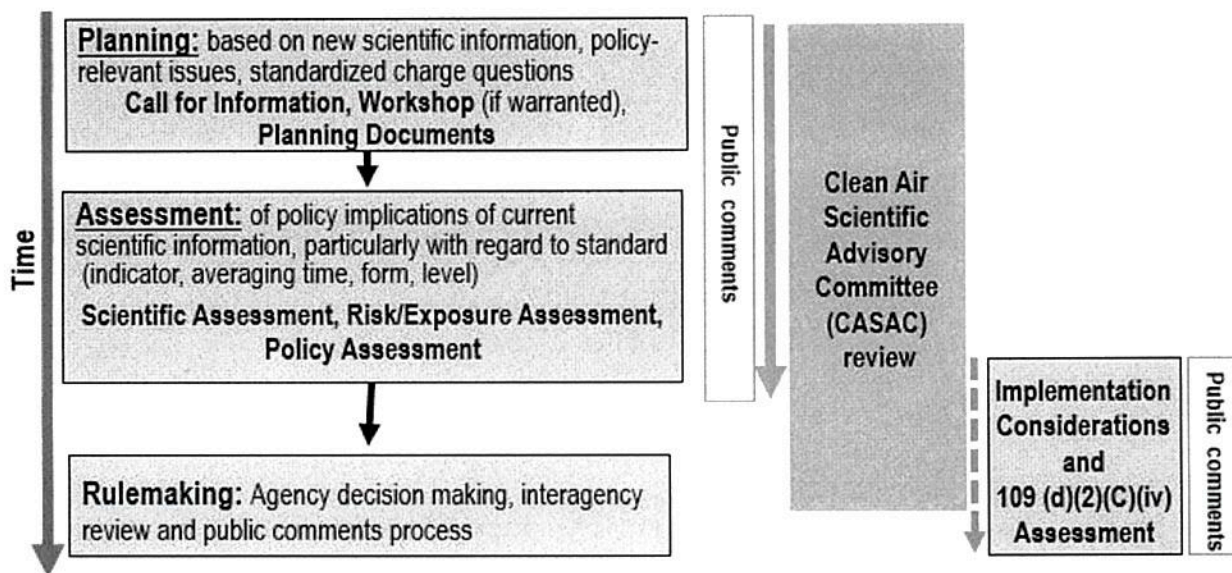 Time
Planning: based on new scientific information, policy-
relevant issues, standardized charge questions
Call for Information, Workshop (if warranted),
Planning Documents
Assessment: of policy implications of current
scientific information, particularly with regard to standard
(indicator, averaging time, form, level)
Scientific Assessment, Risk/Exposure Assessment,
Policy Assessment
Rulemaking: Agency decision making, interagency
review and public comments process
Public comments
Clean Air
Scientific
Advisory
Committee
(CASAC)
review
Implementation
Considerations
and
109 (d)(2)(C)(iv)
Assessment
Public comments